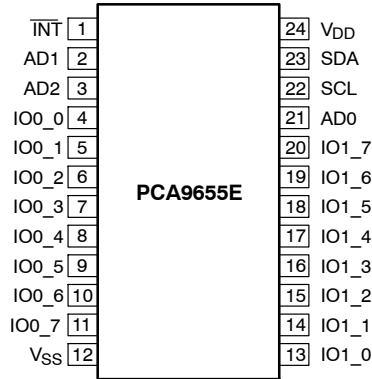 I̅N̅T̅ 1 24 VDD
AD1 2 23 SDA
AD2 3 22 SCL
IO0_0 4 21 AD0
IO0_1 5 20 IO1_7
IO0_2 6 19 IO1_6
IO0_3 7 18 IO1_5
PCA9655E
IO0_4 8 17 IO1_4
IO0_5 9 16 IO1_3
IO0_6 10 15 IO1_2
IO0_7 11 14 IO1_1
VSS 12 13 IO1_0